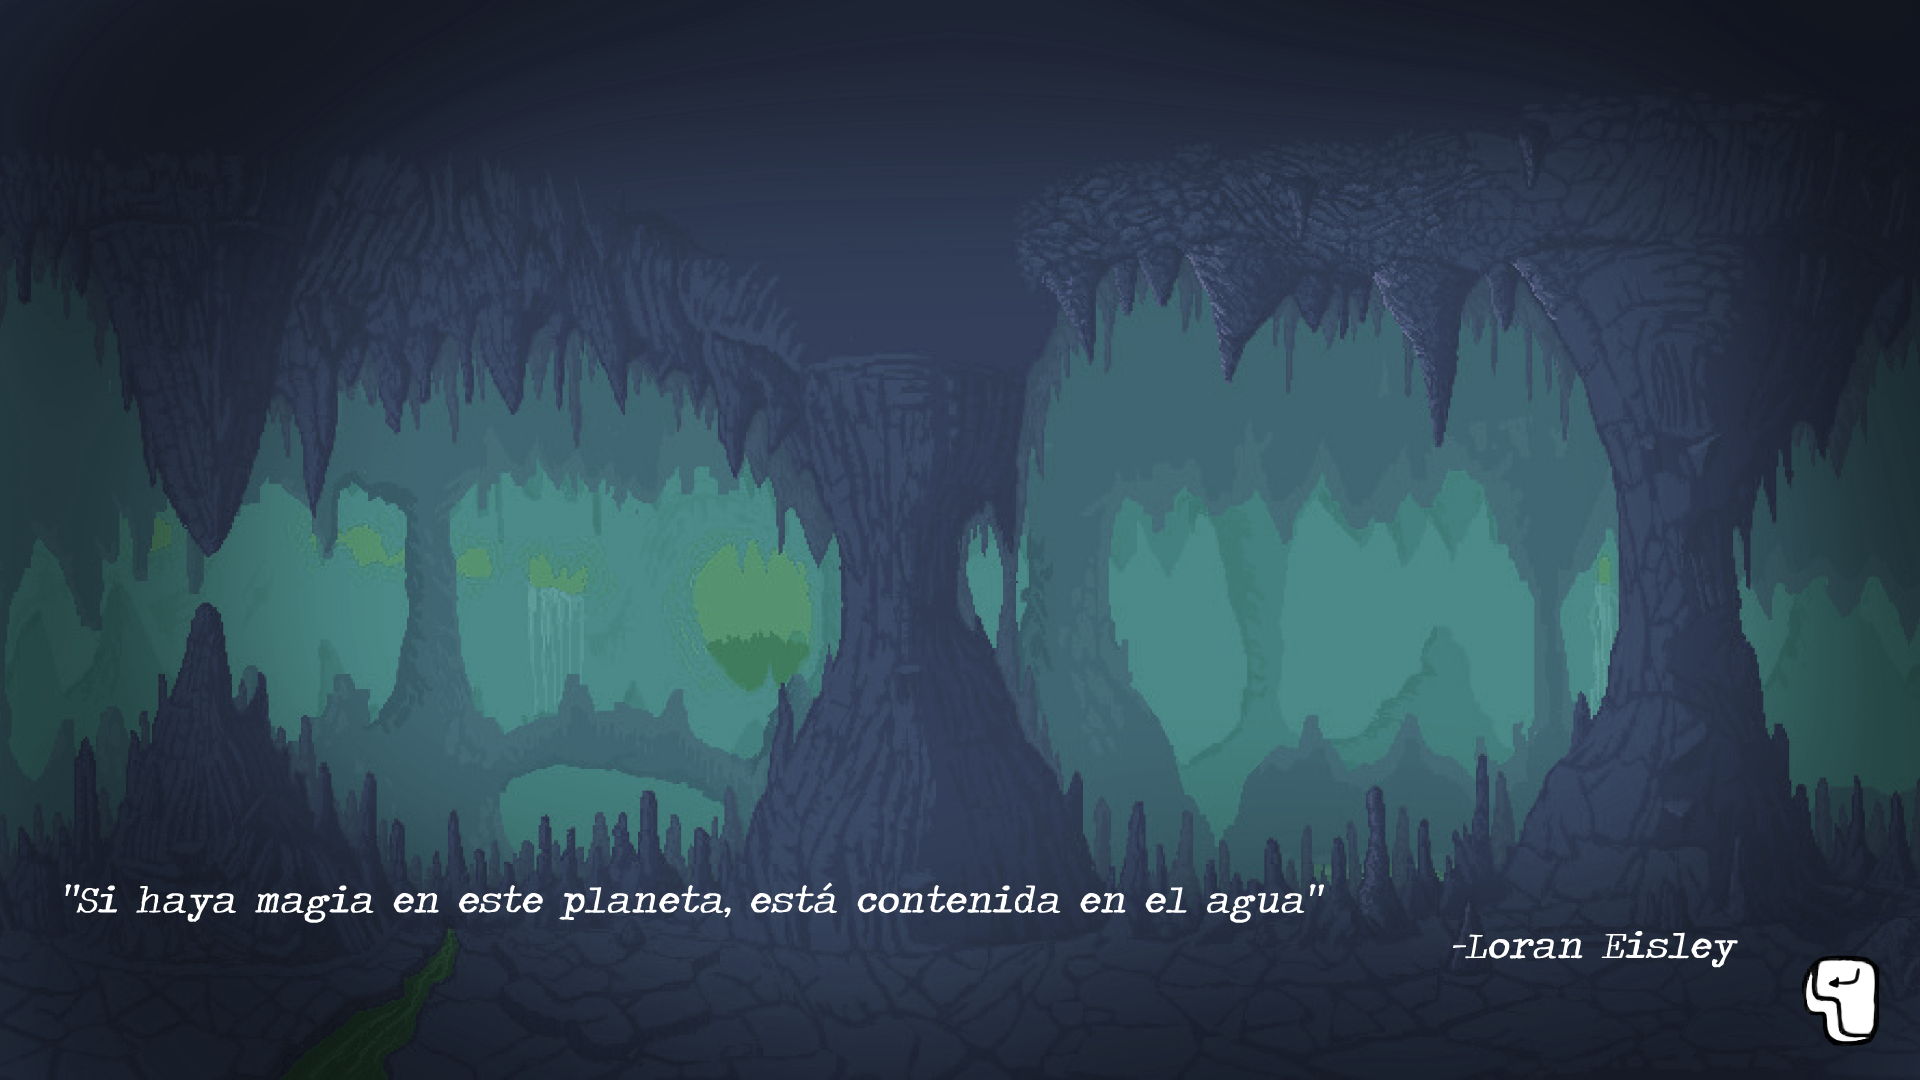 "Si haya magia en este planeta, está contenida en el agua"
-Loran Eisley